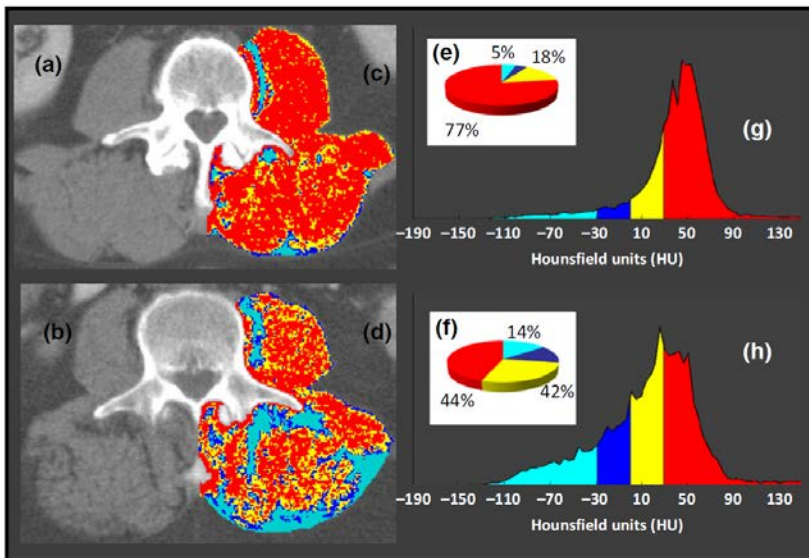 (a)
(c)
(e)
5%
18%
77%
(g)
−190 −150 −110 −70 −30 10 50 90 130
Hounsfield units (HU)
(b)
(d)
(f)
14%
44%
42%
(h)
−190 −150 −110 −70 −30 10 50 90 130
Hounsfield units (HU)